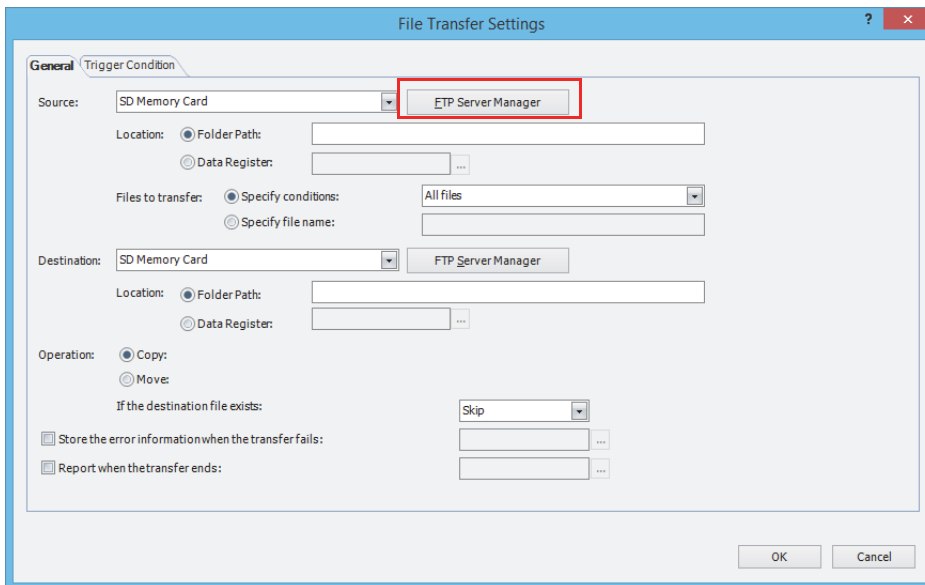 File Transfer Settings
?
General Trigger Condition
Source: SD Memory Card FTP Server Manager
Location: Folder Path:
Data Register: ...
Files to transfer: Specify conditions: All files
Specify file name:
Destination: SD Memory Card FTP Server Manager
Location: Folder Path:
Data Register: ...
Operation: Copy:
Move:
If the destination file exists: Skip
Store the error information when the transfer fails: ...
Report when the transfer ends: ...
OK Cancel